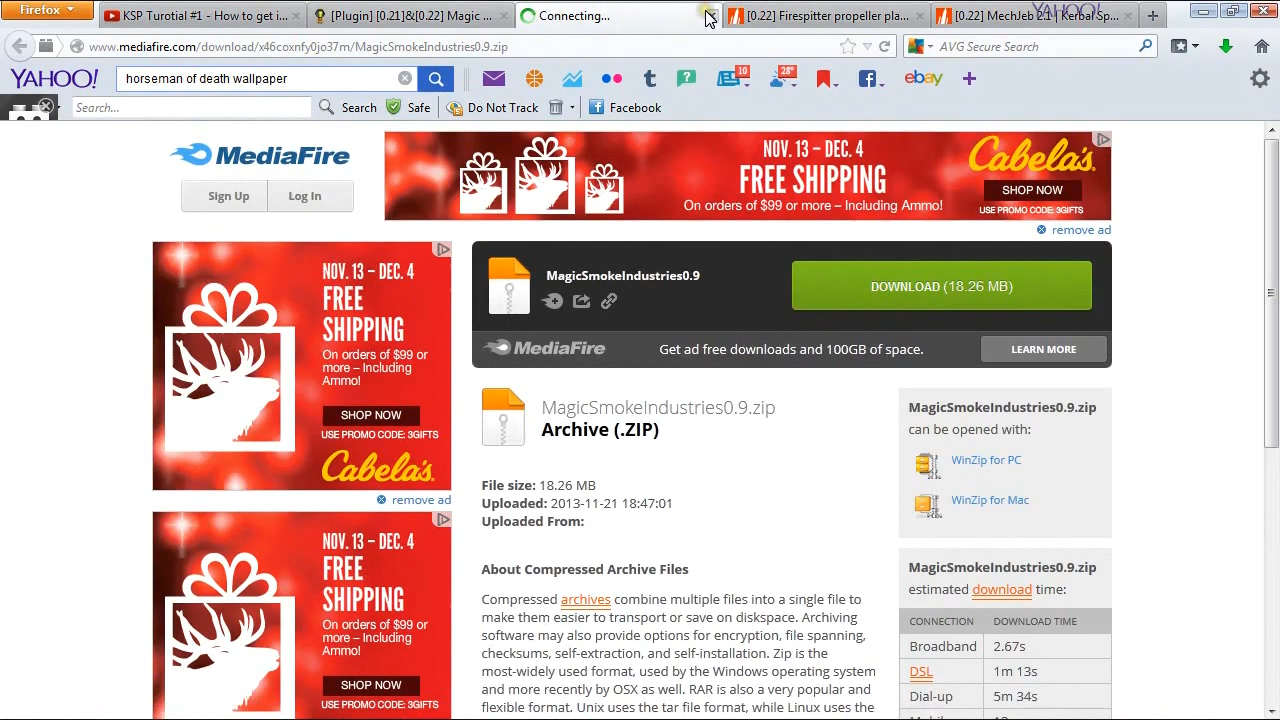 Firefox
KSP Turotial #1 - How to get i...
[Plugin] [0.21]&[0.22] Magic ...
Connecting...
[0.22] Firespitter propeller pla...
[0.22] MechJeb 2.1 | Kerbal Sp...
YAHOO!
www.mediafire.com/download/x46coxnfy0jo37m/MagicSmokeIndustries0.9.zip
AVG Secure Search
YAHOO!
horseman of death wallpaper
10
28°
ebay
Search...
Search
Safe
Do Not Track
Facebook
MediaFire
Sign Up
Log In
NOV. 13 – DEC. 4
FREE SHIPPING
On orders of $99 or more – Including Ammo!
Cabela's
SHOP NOW
USE PROMO CODE: 3GIFTS
remove ad
NOV. 13 – DEC. 4
FREE
SHIPPING
On orders of $99 or
more – Including
Ammo!
SHOP NOW
USE PROMO CODE: 3GIFTS
Cabela's
remove ad
MagicSmokeIndustries0.9
DOWNLOAD (18.26 MB)
MediaFire
Get ad free downloads and 100GB of space.
LEARN MORE
MagicSmokeIndustries0.9.zip
Archive (.ZIP)
File size: 18.26 MB
Uploaded: 2013-11-21 18:47:01
Uploaded From:
About Compressed Archive Files
Compressed archives combine multiple files into a single file to
make them easier to transport or save on diskspace. Archiving
software may also provide options for encryption, file spanning,
checksums, self-extraction, and self-installation. Zip is the
most-widely used format, used by the Windows operating system
and more recently by OSX as well. RAR is also a very popular and
flexible format. Unix uses the tar file format, while Linux uses the
MagicSmokeIndustries0.9.zip
can be opened with:
WinZip for PC
WinZip for Mac
MagicSmokeIndustries0.9.zip
estimated download time:
CONNECTION DOWNLOAD TIME
Broadband 2.67s
DSL 1m 13s
Dial-up 5m 34s
NOV. 13 – DEC. 4
FREE
SHIPPING
On orders of $99 or
more – Including
Ammo!
SHOP NOW
USE PROMO CODE: 3GIFTS